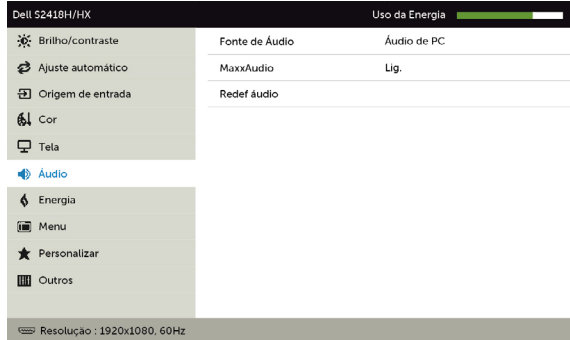 Dell S2418H/HX Uso da Energia
Brilho/contraste Fonte de Áudio Áudio de PC
Ajuste automático MaxxAudio Lig.
Origem de entrada Redef áudio
Cor
Tela
Áudio
Energia
Menu
Personalizar
Outros
Resolução : 1920x1080, 60Hz